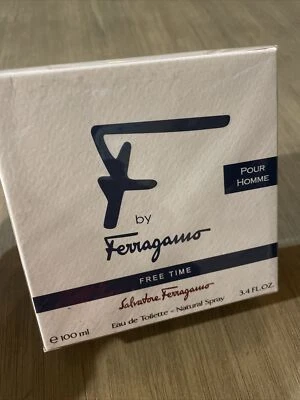 F
by
POUR
HOMME
Ferragamo
FREE TIME
Salvatore Ferragamo
Eau de Toilette - Natural Spray
℮ 100 ml
3.4 FL.OZ.